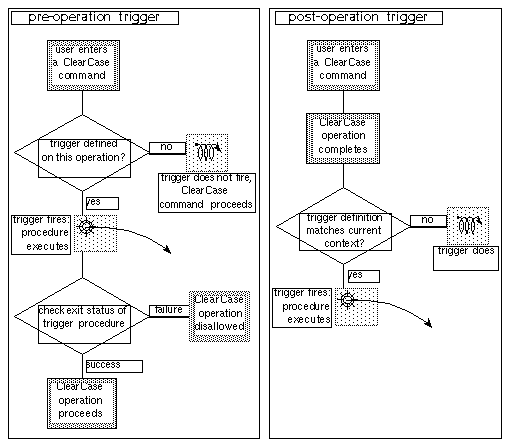 pre-operation trigger
user enters
a ClearCase
command
trigger defined
on this operation?
no
trigger does not fire,
ClearCase
command proceeds
yes
trigger fires:
procedure
executes
check exit status of
trigger procedure
failure
ClearCase
operation
disallowed
success
ClearCase
operation
proceeds
post-operation trigger
user enters
a ClearCase
command
ClearCase
operation
completes
trigger definition
matches current
context?
no
trigger does
yes
trigger fires:
procedure
executes